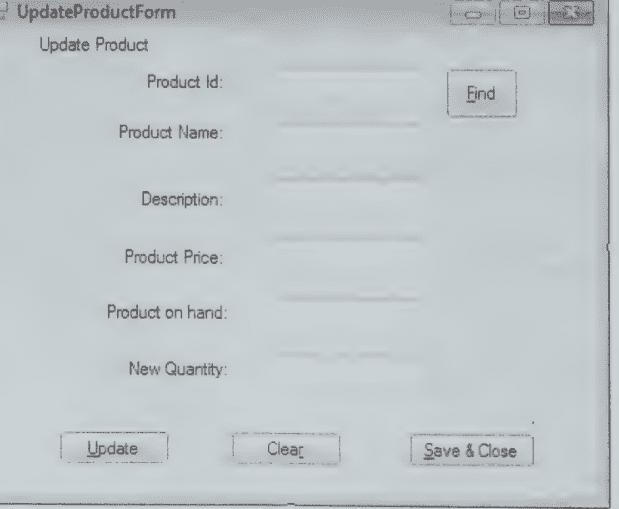 UpdateProductForm
Update Product
Product Id:
Find
Product Name:
Description:
Product Price:
Product on hand:
New Quantity:
Update
Clear
Save & Close